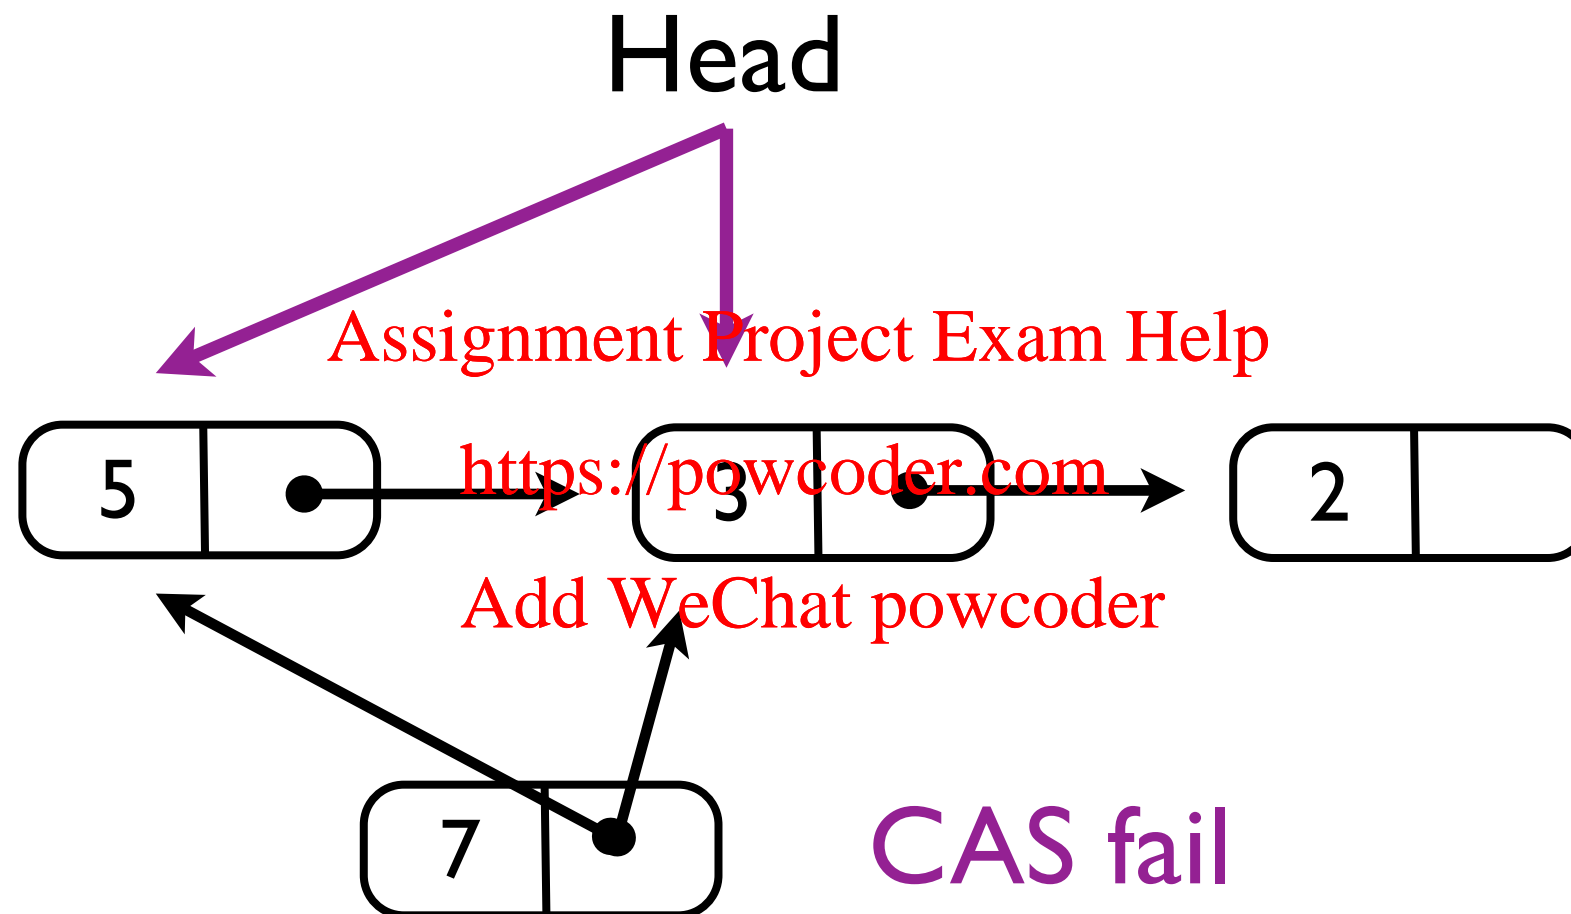 Head
Assignment Project Exam Help
5
https://powcoder.com
3
2
Add WeChat powcoder
7
CAS fail